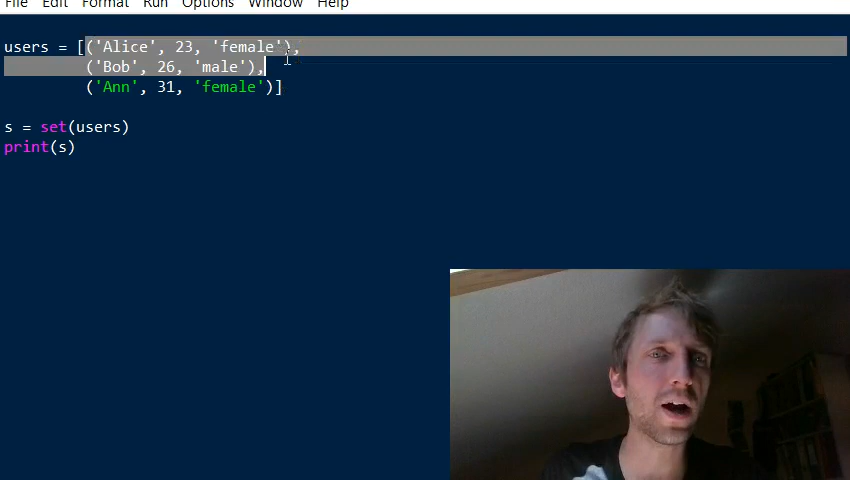 File Edit Format Run Options Window Help
users = [('Alice', 23, 'female'),
('Bob', 26, 'male'),
('Ann', 31, 'female')]
s = set(users)
print(s)